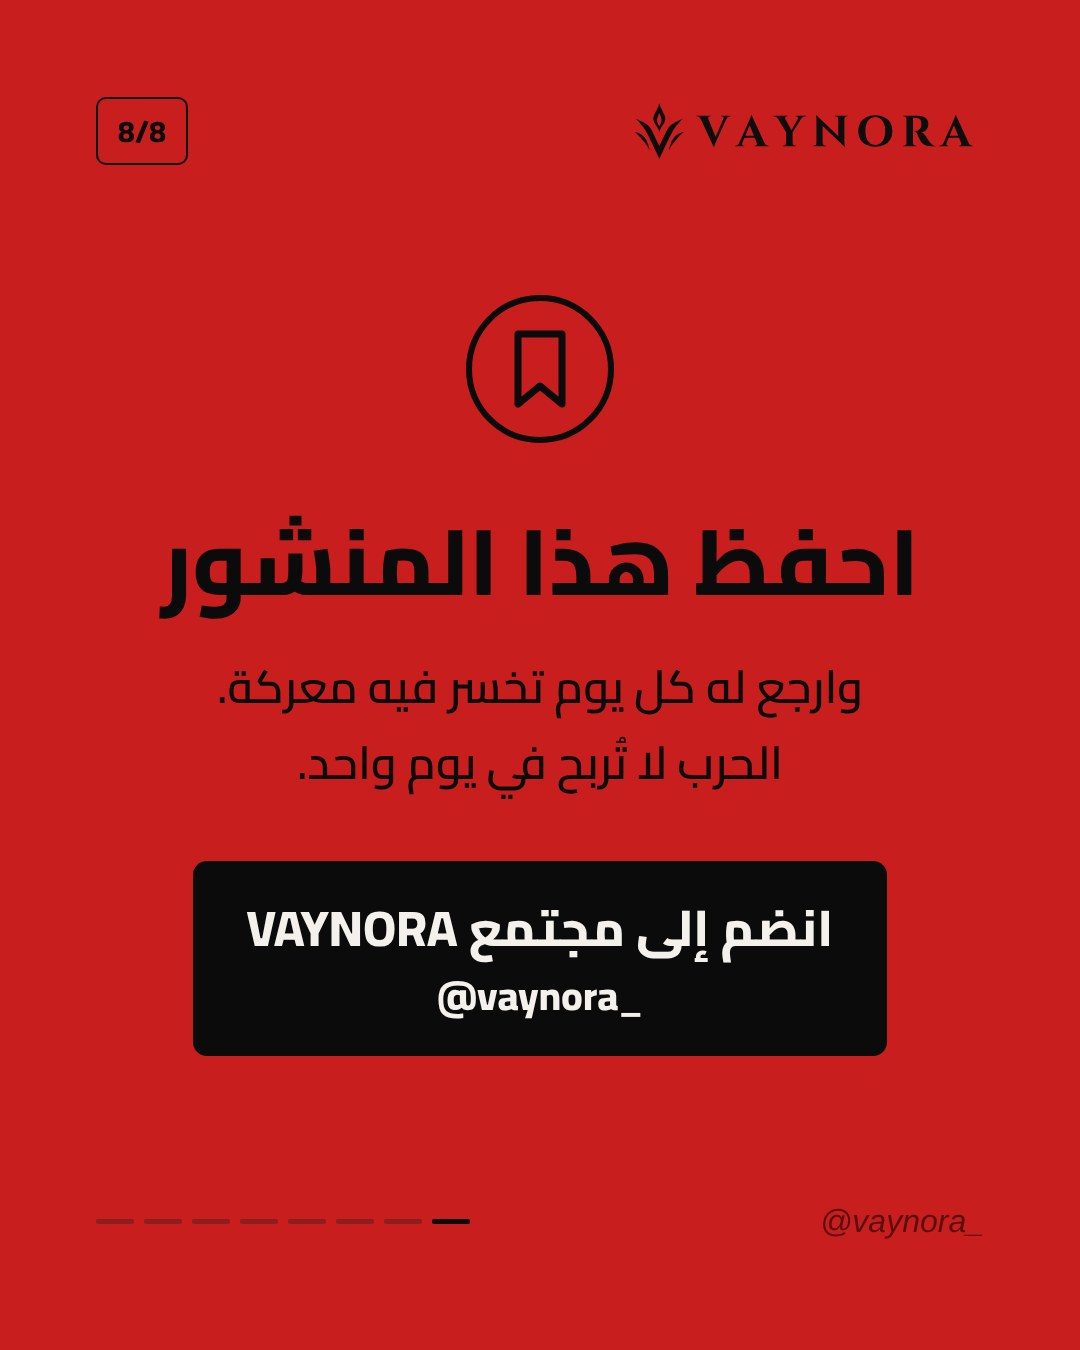 8/8
VAYNORA
احفظ هذا المنشور
وارجع له كل يوم تخسر فيه معركة.
الحرب لا تُربح في يوم واحد.
انضم إلى مجتمع VAYNORA
@vaynora_
@vaynora_